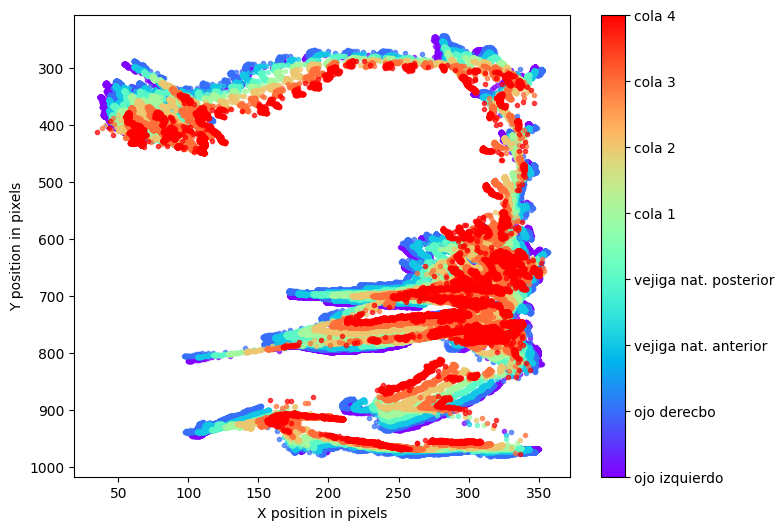 cola 4
300
cola 3
400
cola 2
500
cola 1
600
Y position in pixels
vejiga nat. posterior
700
vejiga nat. anterior
800
ojo derecbo
900
ojo izquierdo
1000
50 100 150 200 250 300 350
X position in pixels